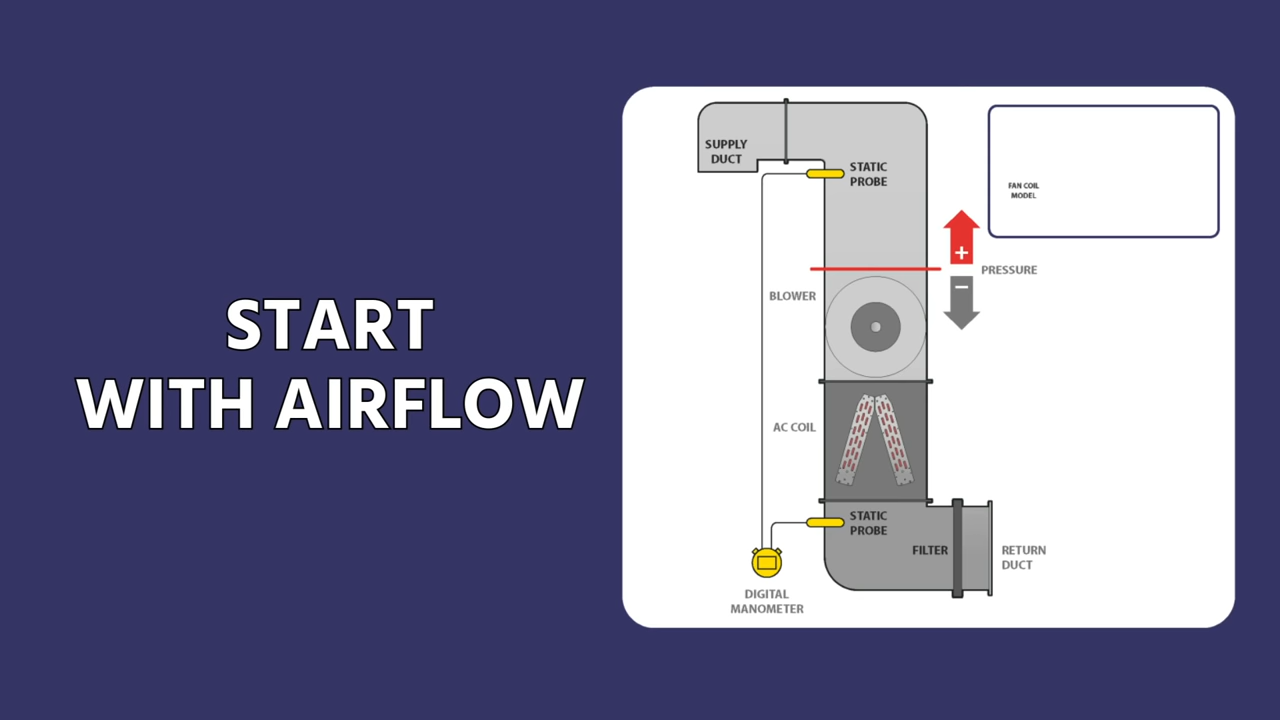 START
WITH AIRFLOW
SUPPLY
DUCT
STATIC
PROBE
FAN COIL
MODEL
+
PRESSURE
−
BLOWER
AC COIL
STATIC
PROBE
FILTER
RETURN
DUCT
DIGITAL
MANOMETER